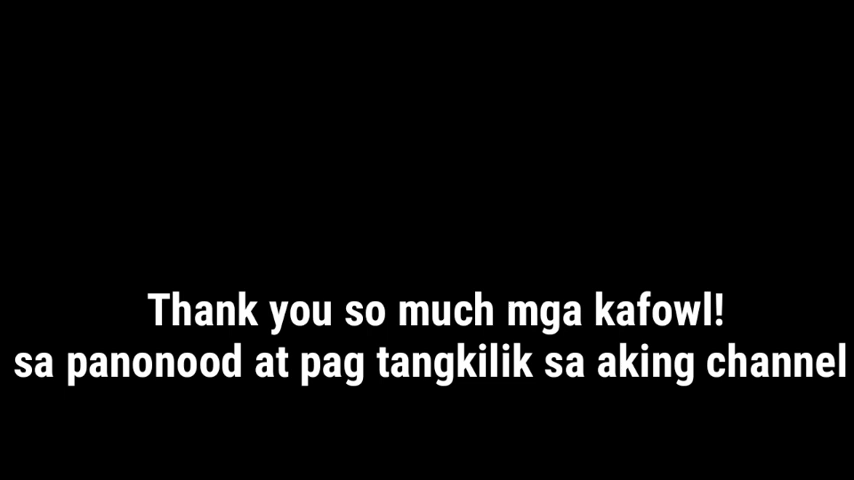 Thank you so much mga kafowl!
sa panonood at pag tangkilik sa aking channel